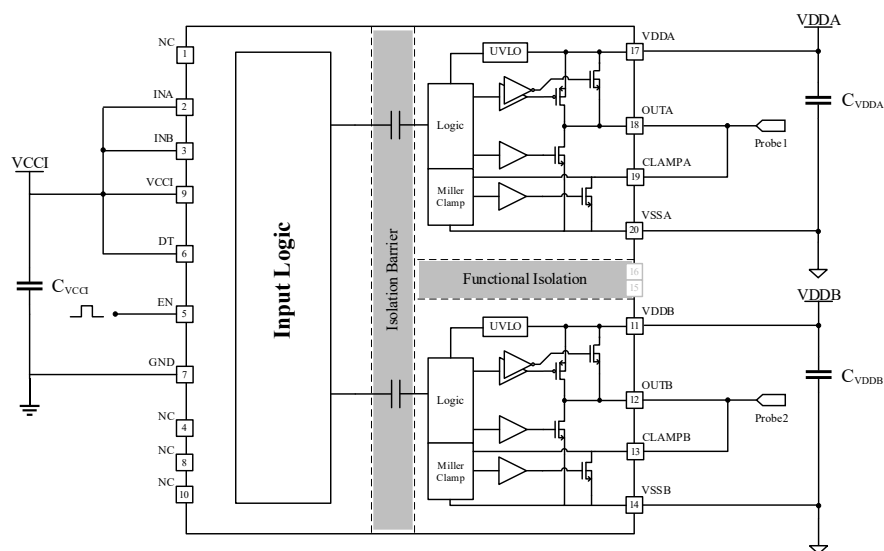 VCCI
C_VCCI
NC
1
INA
2
INB
3
VCCI
9
DT
6
EN
5
GND
7
NC
4
NC
8
NC
10
Input Logic
Isolation Barrier
UVLO
Logic
Miller
Clamp
VDDA
17
OUTA
18
CLAMPA
19
VSSA
20
Probe1
VDDA
C_VDDA
Functional Isolation
16
15
UVLO
Logic
Miller
Clamp
VDDB
11
OUTB
12
CLAMPB
13
VSSB
14
Probe2
VDDB
C_VDDB